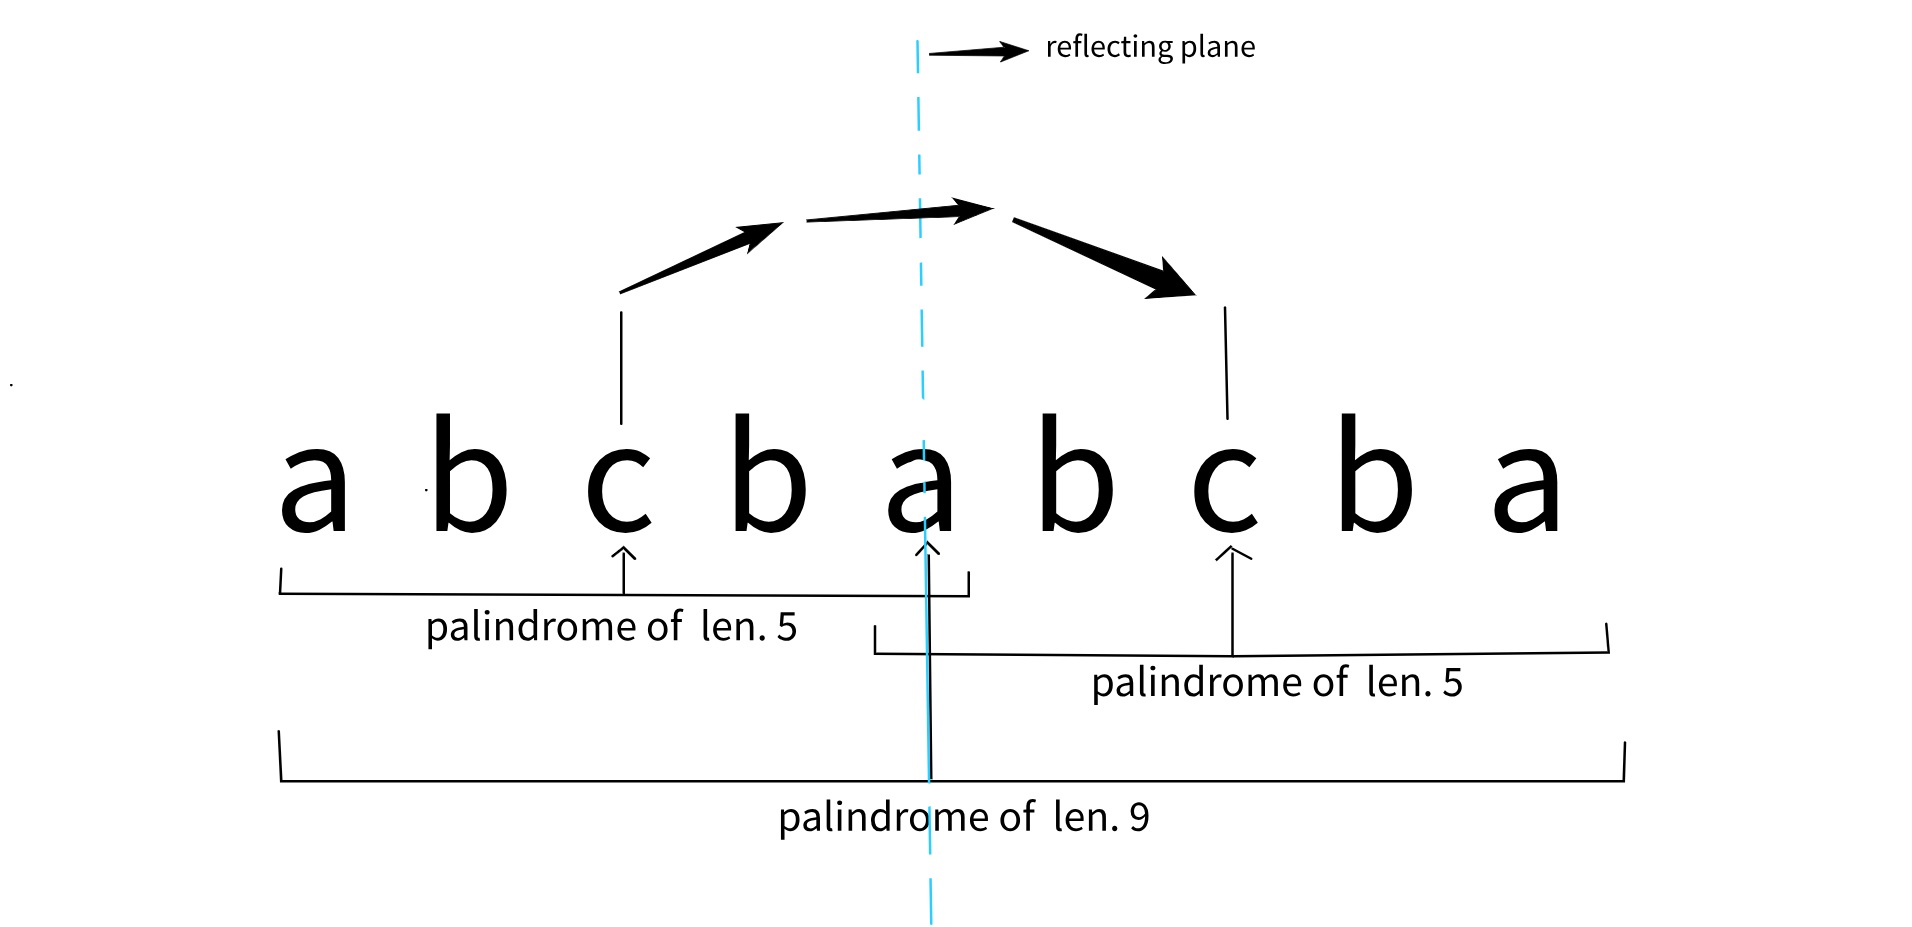 reflecting plane
a b c b a b c b a
palindrome of len. 5
palindrome of len. 5
palindrome of len. 9